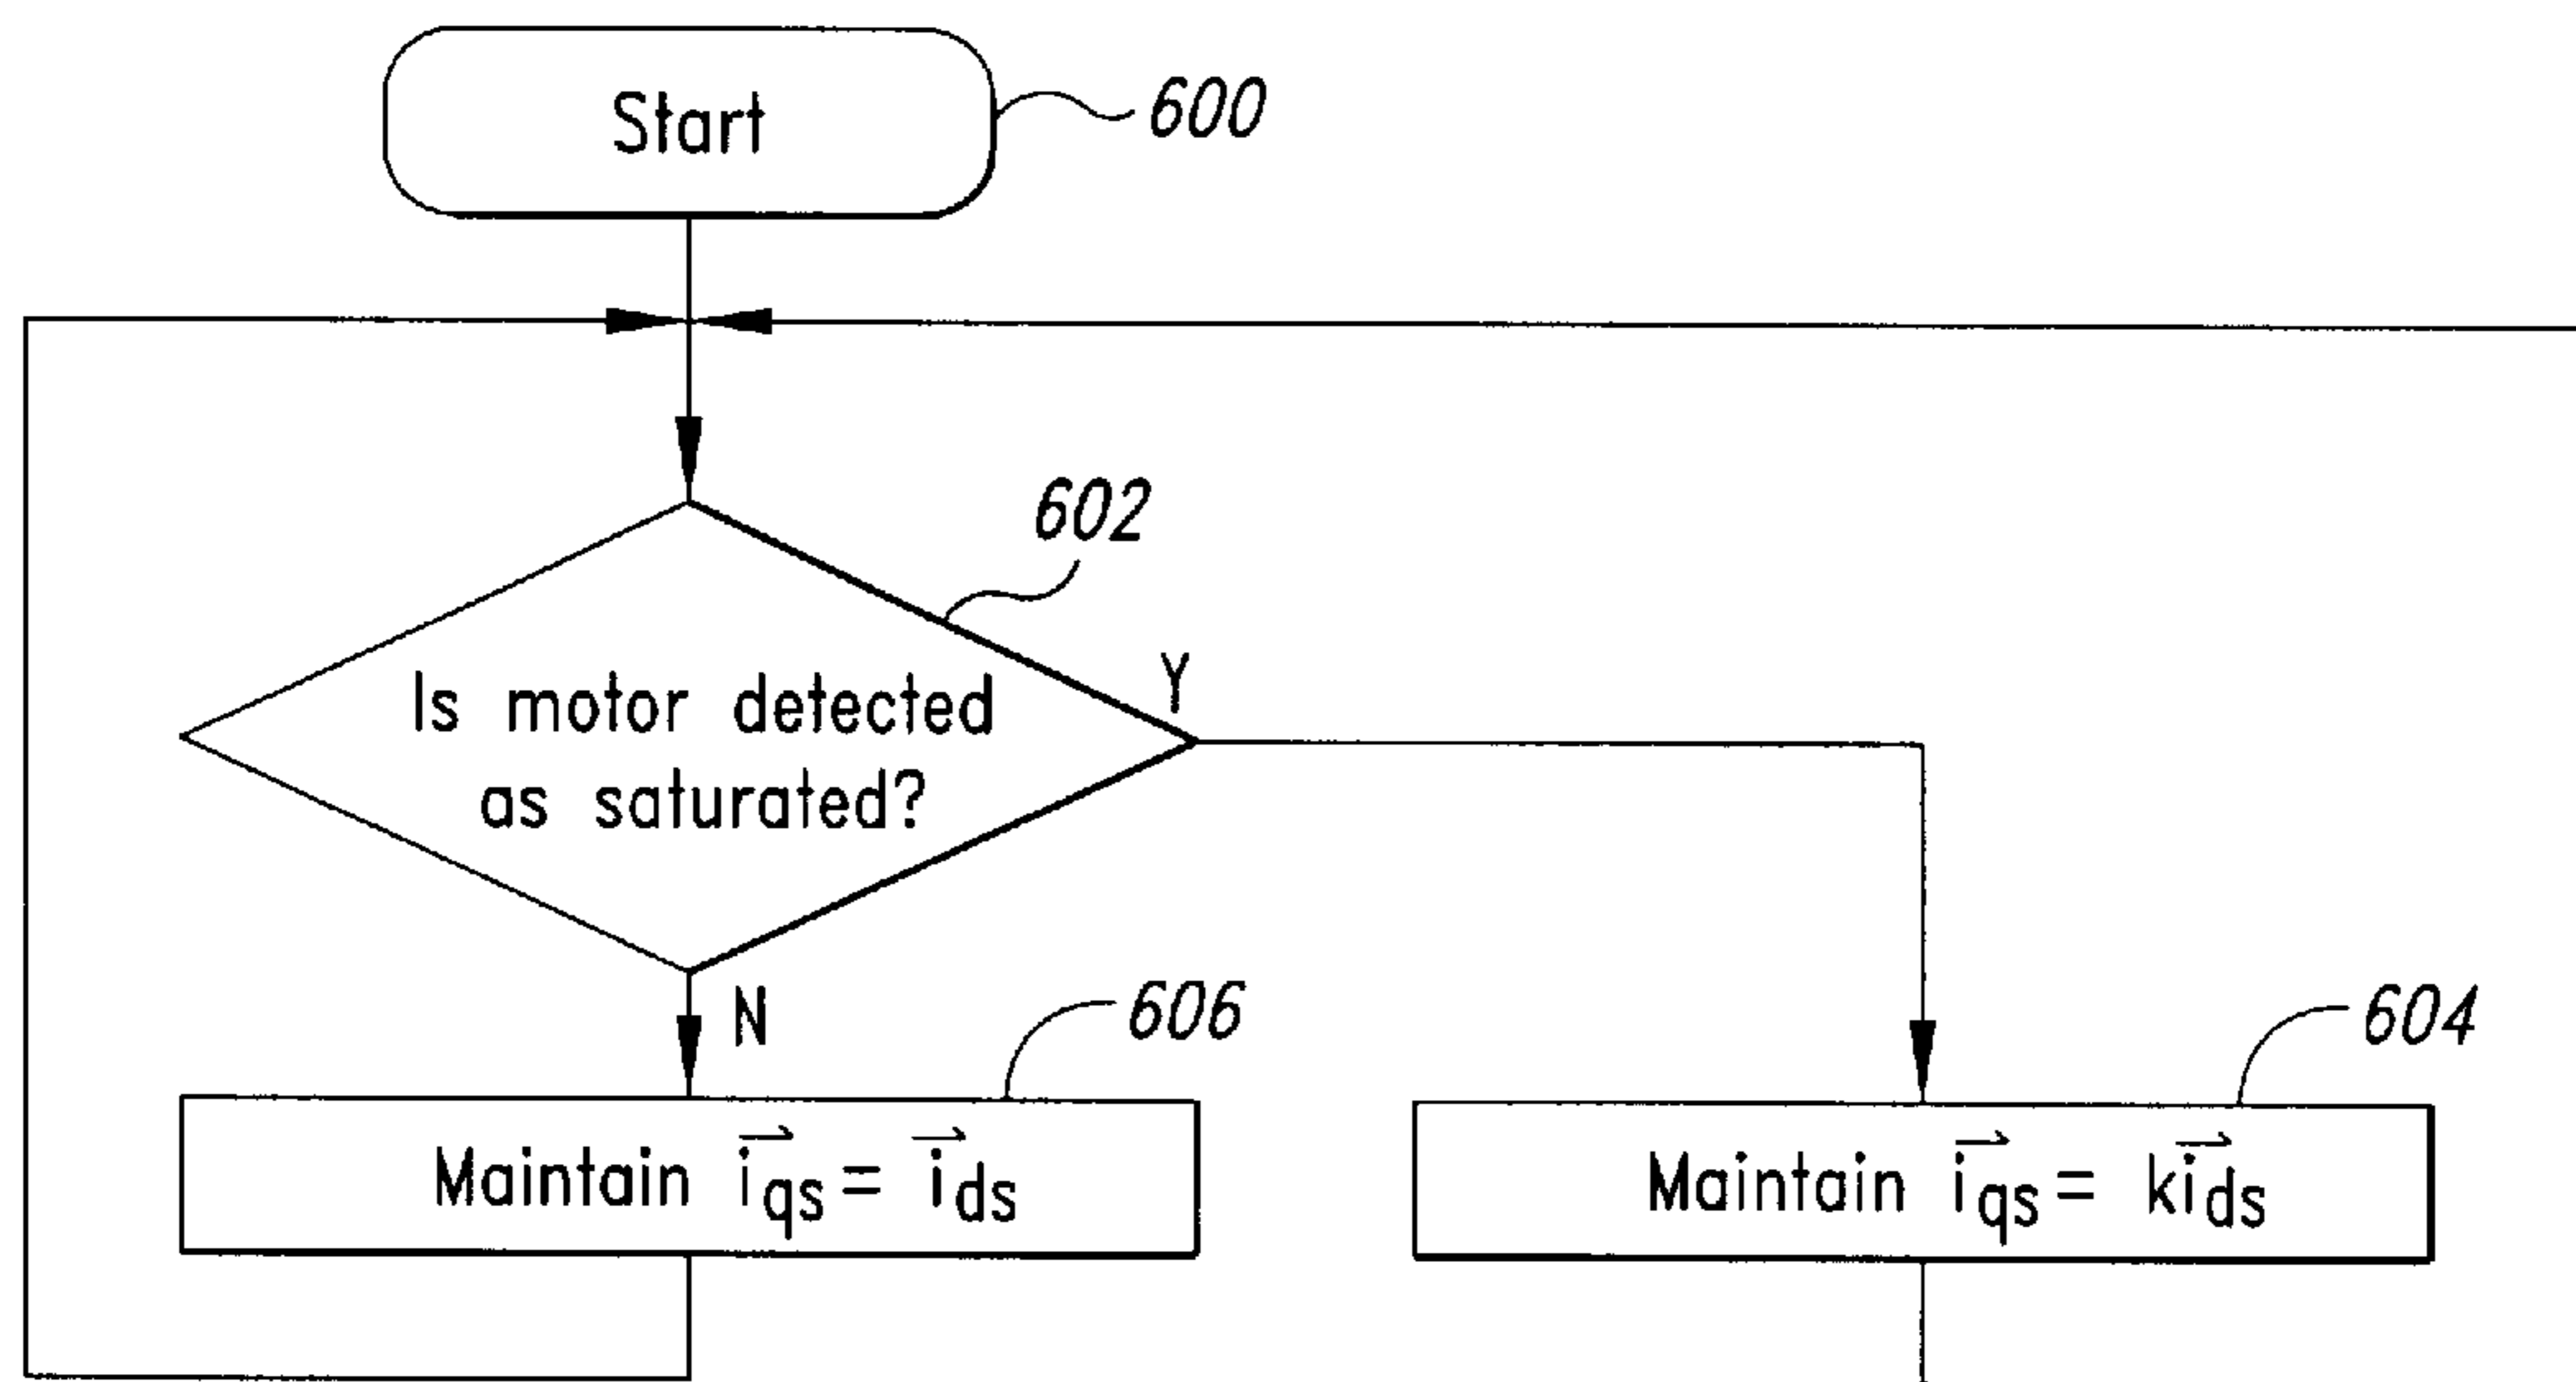 Start
600
602
Is motor detected
as saturated?
Y
N
606
604
Maintain i⃗qs = i⃗ds
Maintain i⃗qs = ki⃗ds